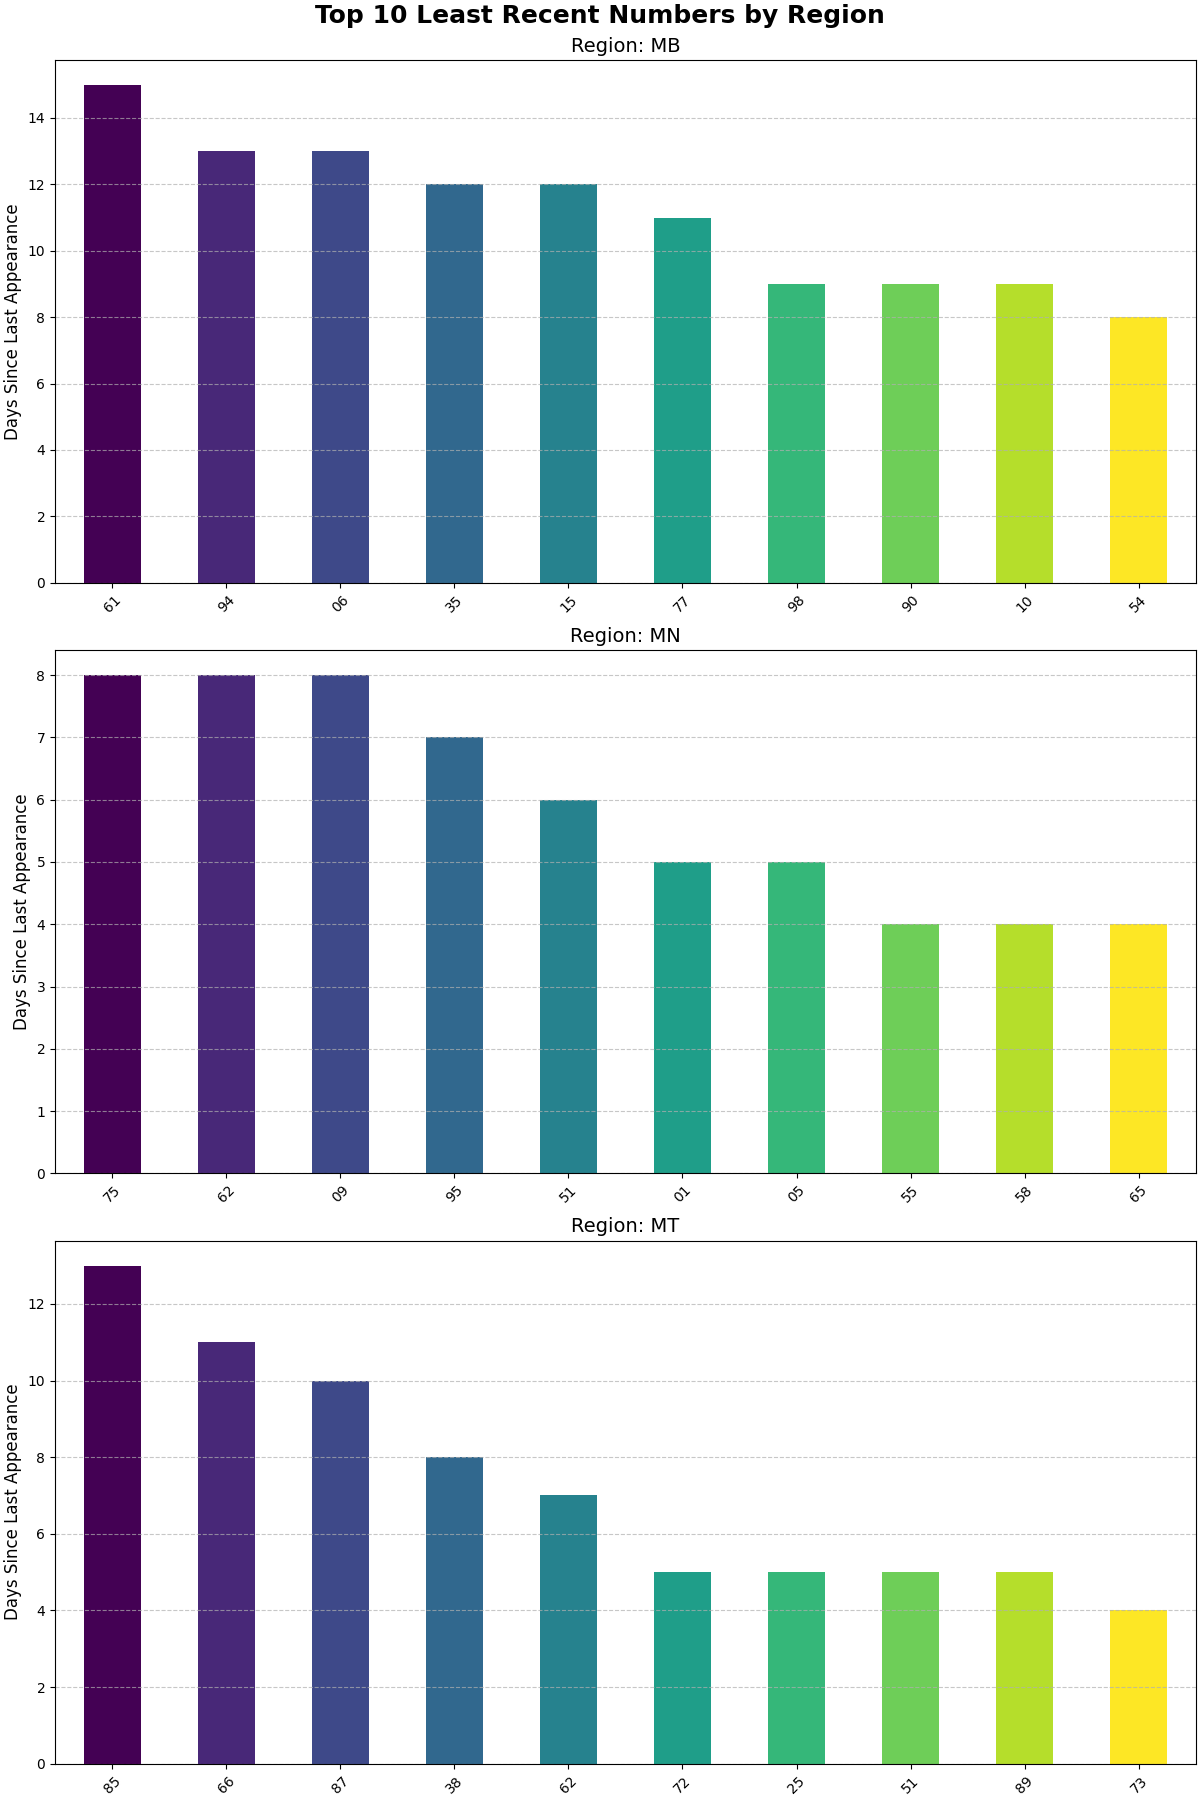 Top 10 Least Recent Numbers by Region
Region: MB
Days Since Last Appearance
14
12
10
8
6
4
2
0
61 94 06 35 15 77 98 90 10 54
Region: MN
Days Since Last Appearance
8
7
6
5
4
3
2
1
0
75 62 09 95 51 01 05 55 58 65
Region: MT
Days Since Last Appearance
12
10
8
6
4
2
0
85 66 87 38 62 72 25 51 89 73